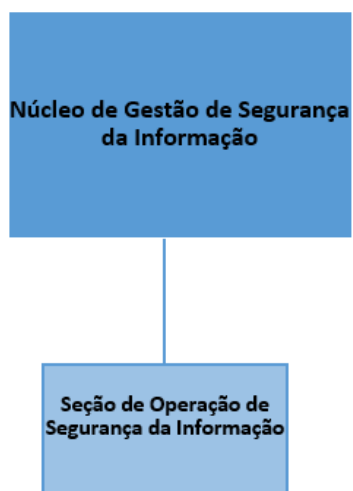 Núcleo de Gestão de Segurança
da Informação
Seção de Operação de
Segurança da Informação